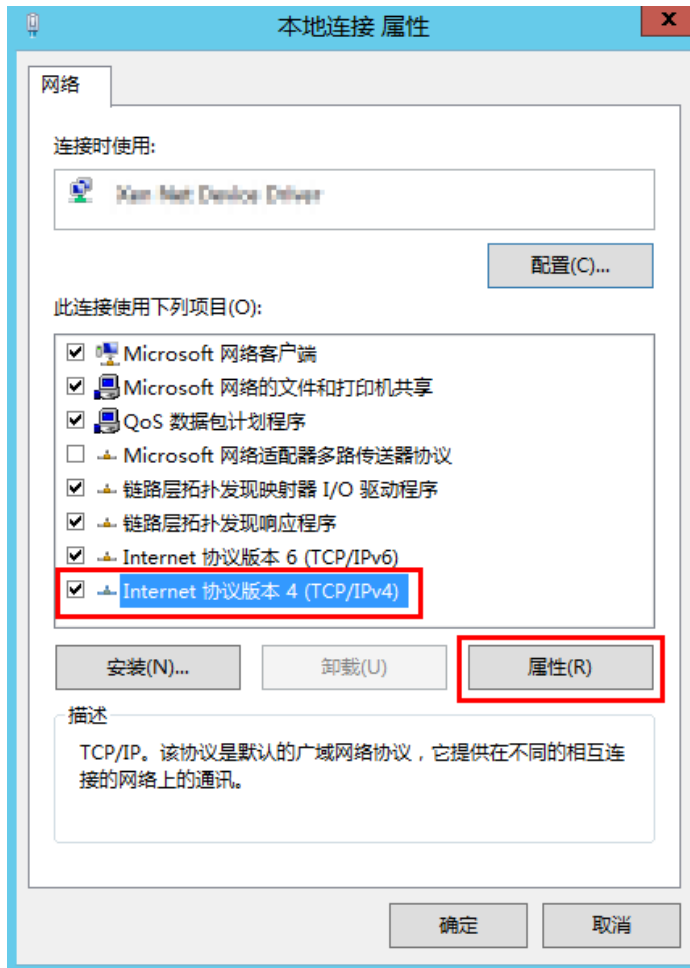 本地连接 属性
x
网络
连接时使用:
Xen Net Device Driver
配置(C)...
此连接使用下列项目(O):
Microsoft 网络客户端
Microsoft 网络的文件和打印机共享
QoS 数据包计划程序
Microsoft 网络适配器多路传送器协议
链路层拓扑发现映射器 I/O 驱动程序
链路层拓扑发现响应程序
Internet 协议版本 6 (TCP/IPv6)
Internet 协议版本 4 (TCP/IPv4)
安装(N)... 卸载(U) 属性(R)
描述
TCP/IP。该协议是默认的广域网络协议，它提供在不同的相互连
接的网络上的通讯。
确定 取消